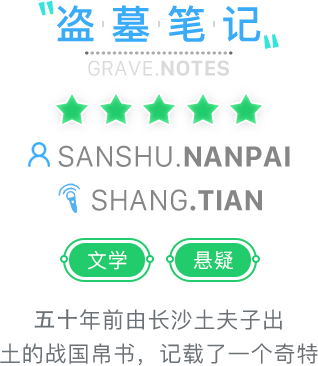 盗墓笔记
GRAVE.NOTES
SANSHU.NANPAI
SHANG.TIAN
文学 悬疑
五十年前由长沙土夫子出
土的战国帛书，记载了一个奇特